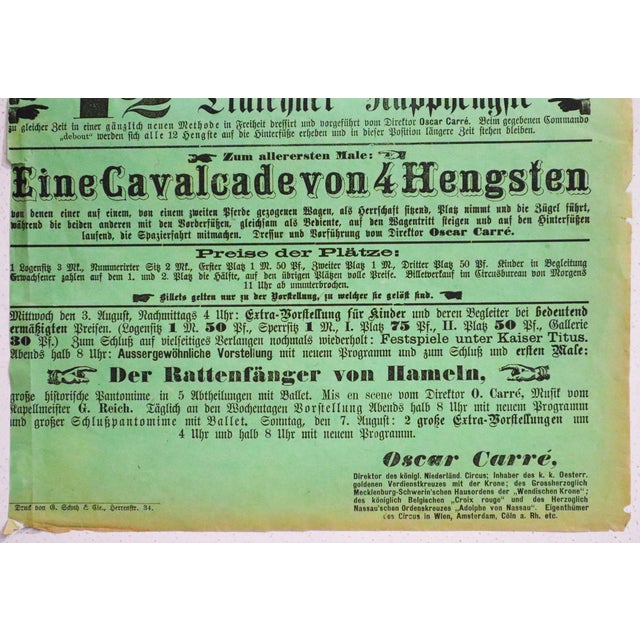 12 Trakehner Rapphengste
zu gleicher Zeit in einer gänzlich neuen Methode in Freiheit dressirt und vorgeführt vom Direktor Oscar Carré. Beim gegebenen Commando
„debout“ werden sich alle 12 Hengste auf die Hinterfüße erheben und in dieser Position längere Zeit stehen bleiben.
Zum allerersten Male:
Eine Cavalcade von 4 Hengsten
von denen einer auf einem, von einem zweiten Pferde gezogenen Wagen, als Herrschaft sitzend, Platz nimmt und die Zügel führt,
während die beiden anderen mit den Vorderfüßen, gleichsam als Bediente, auf den Wagentritt steigen und auf den Hinterfüßen
laufend, die Spazierfahrt mitmachen. Dressur und Vorführung vom Direktor Oscar Carré.
Preise der Plätze:
1 Logensitz 3 Mk., Nummerirter Sitz 2 Mk., Erster Platz 1 M. 50 Pf., Zweiter Platz 1 M., Dritter Platz 50 Pf. Kinder in Begleitung
Erwachsener zahlen auf dem 1. und 2. Platz die Hälfte, auf den übrigen Plätzen volle Preise. Billetverkauf im Circusbureau von Morgens
11 Uhr ab ununterbrochen.
Billets gelten nur zu der Vorstellung, zu welcher sie gelöst sind.
Mittwoch den 3. August, Nachmittags 4 Uhr: Extra-Vorstellung für Kinder und deren Begleiter bei bedeutend
ermäßigten Preisen. (Logensitz 1 M. 50 Pf., Sperrsitz 1 M., I. Platz 75 Pf., II. Platz 50 Pf., Gallerie
30 Pf.) Zum Schluß auf vielseitiges Verlangen nochmals wiederholt: Festspiele unter Kaiser Titus.
Abends halb 8 Uhr: Aussergewöhnliche Vorstellung mit neuem Programm und zum Schluß und ersten Male:
Der Rattenfänger von Hameln,
große historische Pantomime in 5 Abtheilungen mit Ballet. Mis en scene vom Direktor O. Carré, Musik vom
Kapellmeister G. Reich. Täglich an den Wochentagen Vorstellung Abends halb 8 Uhr mit neuem Programm
und großer Schlußpantomime mit Ballet. Sonntag, den 7. August: 2 große Extra-Vorstellungen um
4 Uhr und halb 8 Uhr mit neuem Programm.
Oscar Carré,
Direktor des königl. Niederländ. Circus; Inhaber des k. k. Oesterr.
goldenen Verdienstkreuzes mit der Krone; des Grossherzoglich
Mecklenburg-Schwerin'schen Hausordens der „Wendischen Krone“;
des königlich Belgischen „Croix rouge“ und des Herzoglich
Nassau'schen Ordenskreuzes „Adolphe von Nassau“. Eigenthümer
des Circus in Wien, Amsterdam, Cöln a. Rh. etc.
Druck von G. Schuh & Cie., Herrenstr. 34.